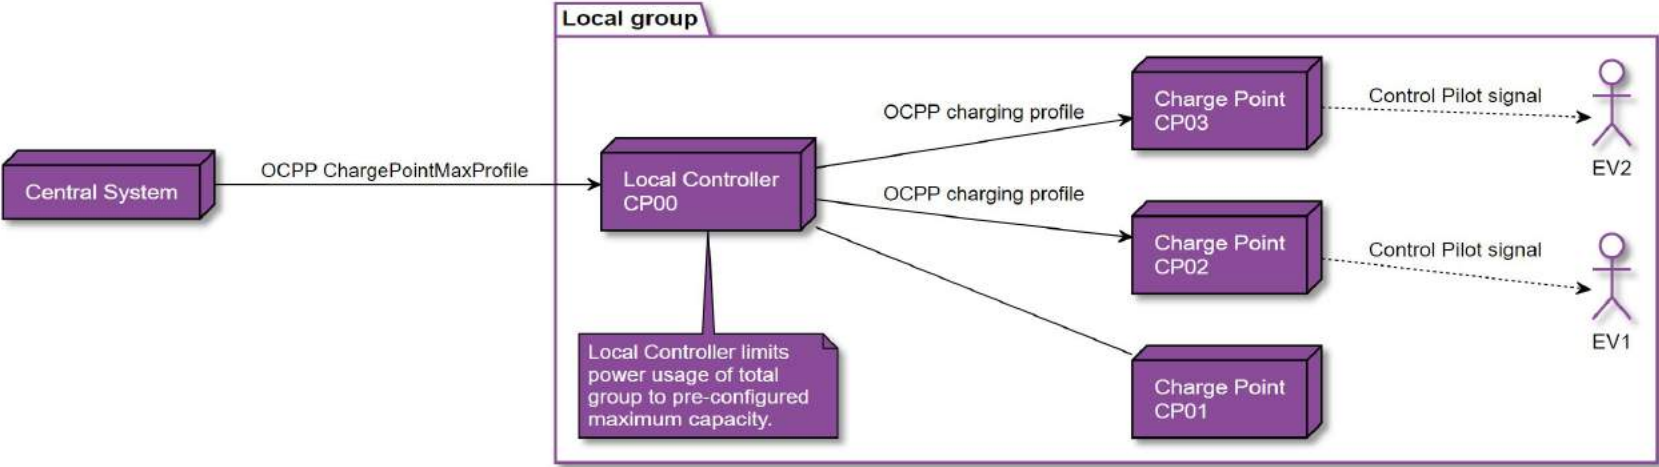 Local group
Central System
OCPP ChargePointMaxProfile
Local Controller
CP00
OCPP charging profile
Charge Point
CP03
Control Pilot signal
EV2
OCPP charging profile
Charge Point
CP02
Control Pilot signal
EV1
Local Controller limits
power usage of total
group to pre-configured
maximum capacity.
Charge Point
CP01